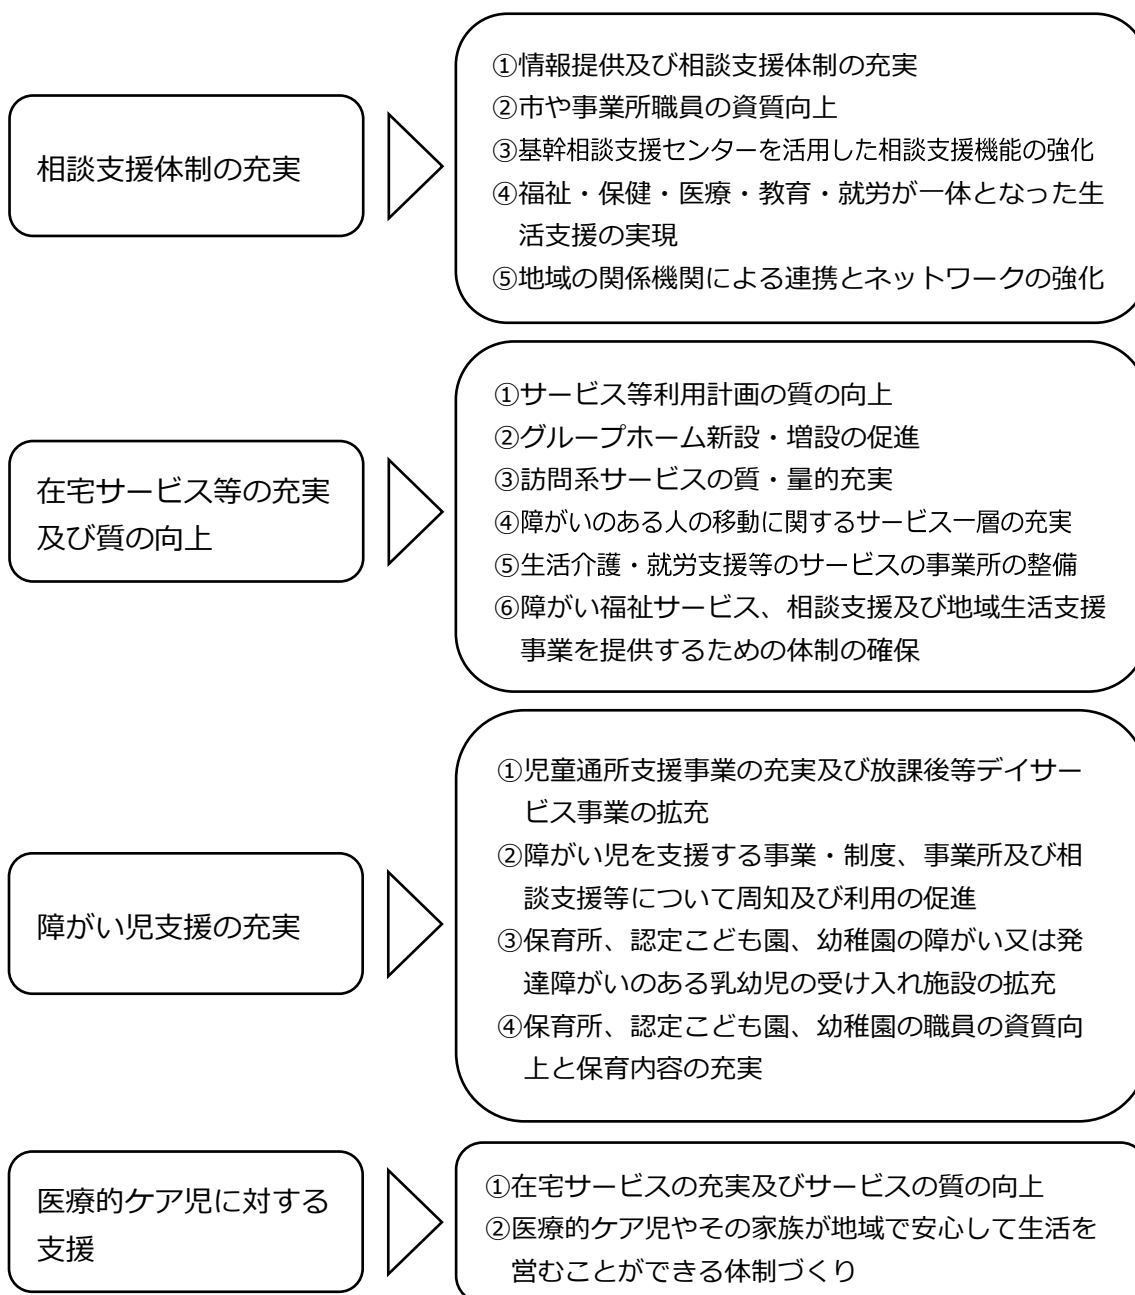 相談支援体制の充実
①情報提供及び相談支援体制の充実
②市や事業所職員の資質向上
③基幹相談支援センターを活用した相談支援機能の強化
④福祉・保健・医療・教育・就労が一体となった生
活支援の実現
⑤地域の関係機関による連携とネットワークの強化
在宅サービス等の充実
及び質の向上
①サービス等利用計画の質の向上
②グループホーム新設・増設の促進
③訪問系サービスの質・量的充実
④障がいのある人の移動に関するサービス一層の充実
⑤生活介護・就労支援等のサービスの事業所の整備
⑥障がい福祉サービス、相談支援及び地域生活支援
事業を提供するための体制の確保
障がい児支援の充実
①児童通所支援事業の充実及び放課後等デイサー
ビス事業の拡充
②障がい児を支援する事業・制度、事業所及び相
談支援等について周知及び利用の促進
③保育所、認定こども園、幼稚園の障がい又は発
達障がいのある乳幼児の受け入れ施設の拡充
④保育所、認定こども園、幼稚園の職員の資質向
上と保育内容の充実
医療的ケア児に対する
支援
①在宅サービスの充実及びサービスの質の向上
②医療的ケア児やその家族が地域で安心して生活を
営むことができる体制づくり